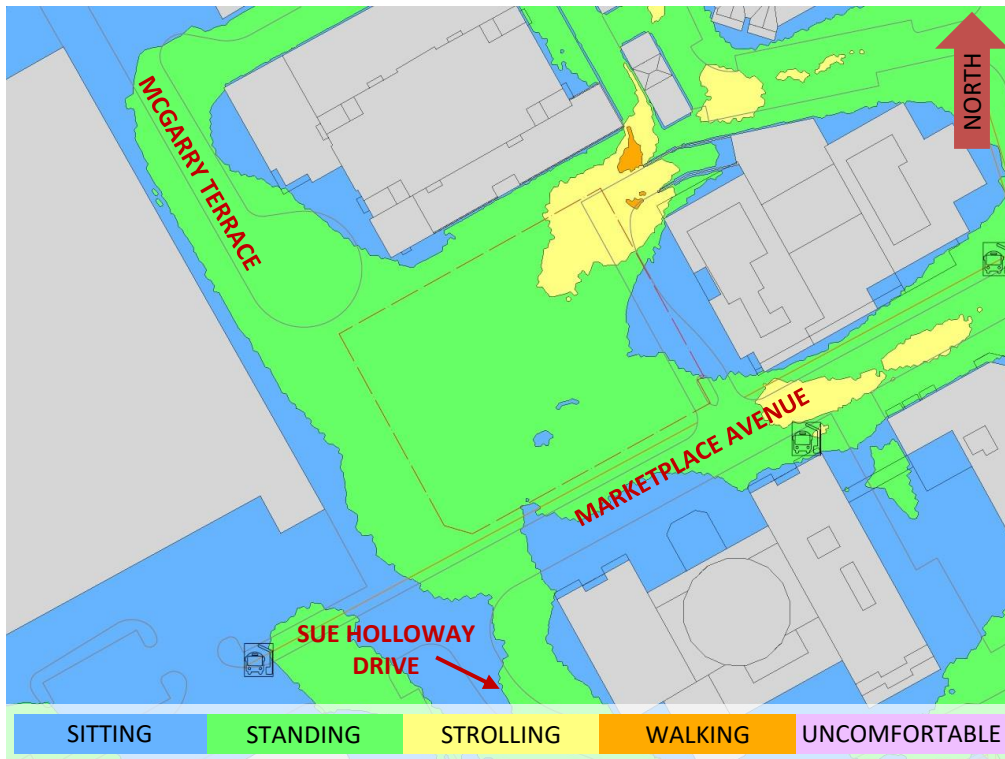 NORTH
MCGARRY TERRACE
MARKETPLACE AVENUE
SUE HOLLOWAY
DRIVE
SITTING
STANDING
STROLLING
WALKING
UNCOMFORTABLE